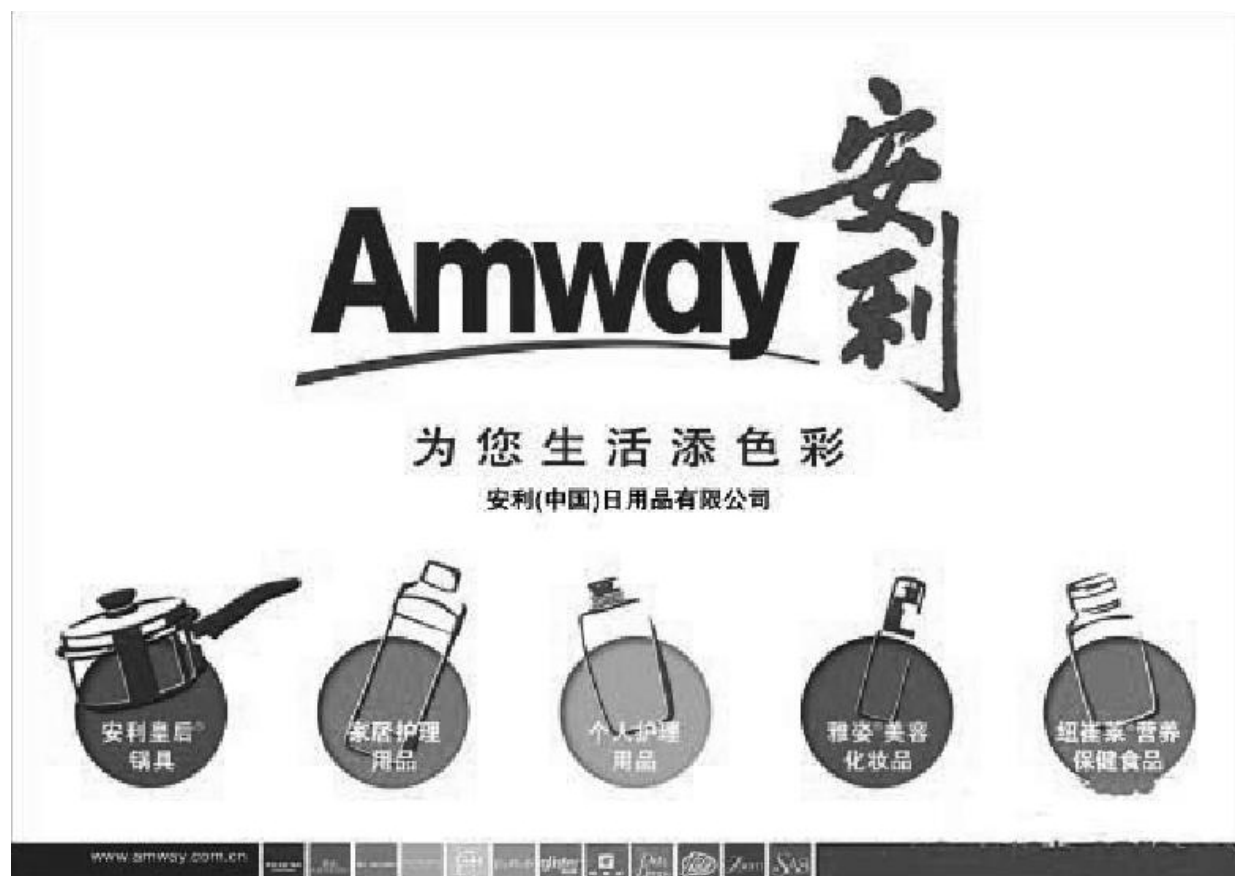 Amway
安利
为您生活添色彩
安利(中国)日用品有限公司
安利皇后®
锅具
家居护理
用品
个人护理
用品
雅姿®美容
化妆品
纽崔莱®营养
保健食品
www.amway.com.cn
glister
SA8